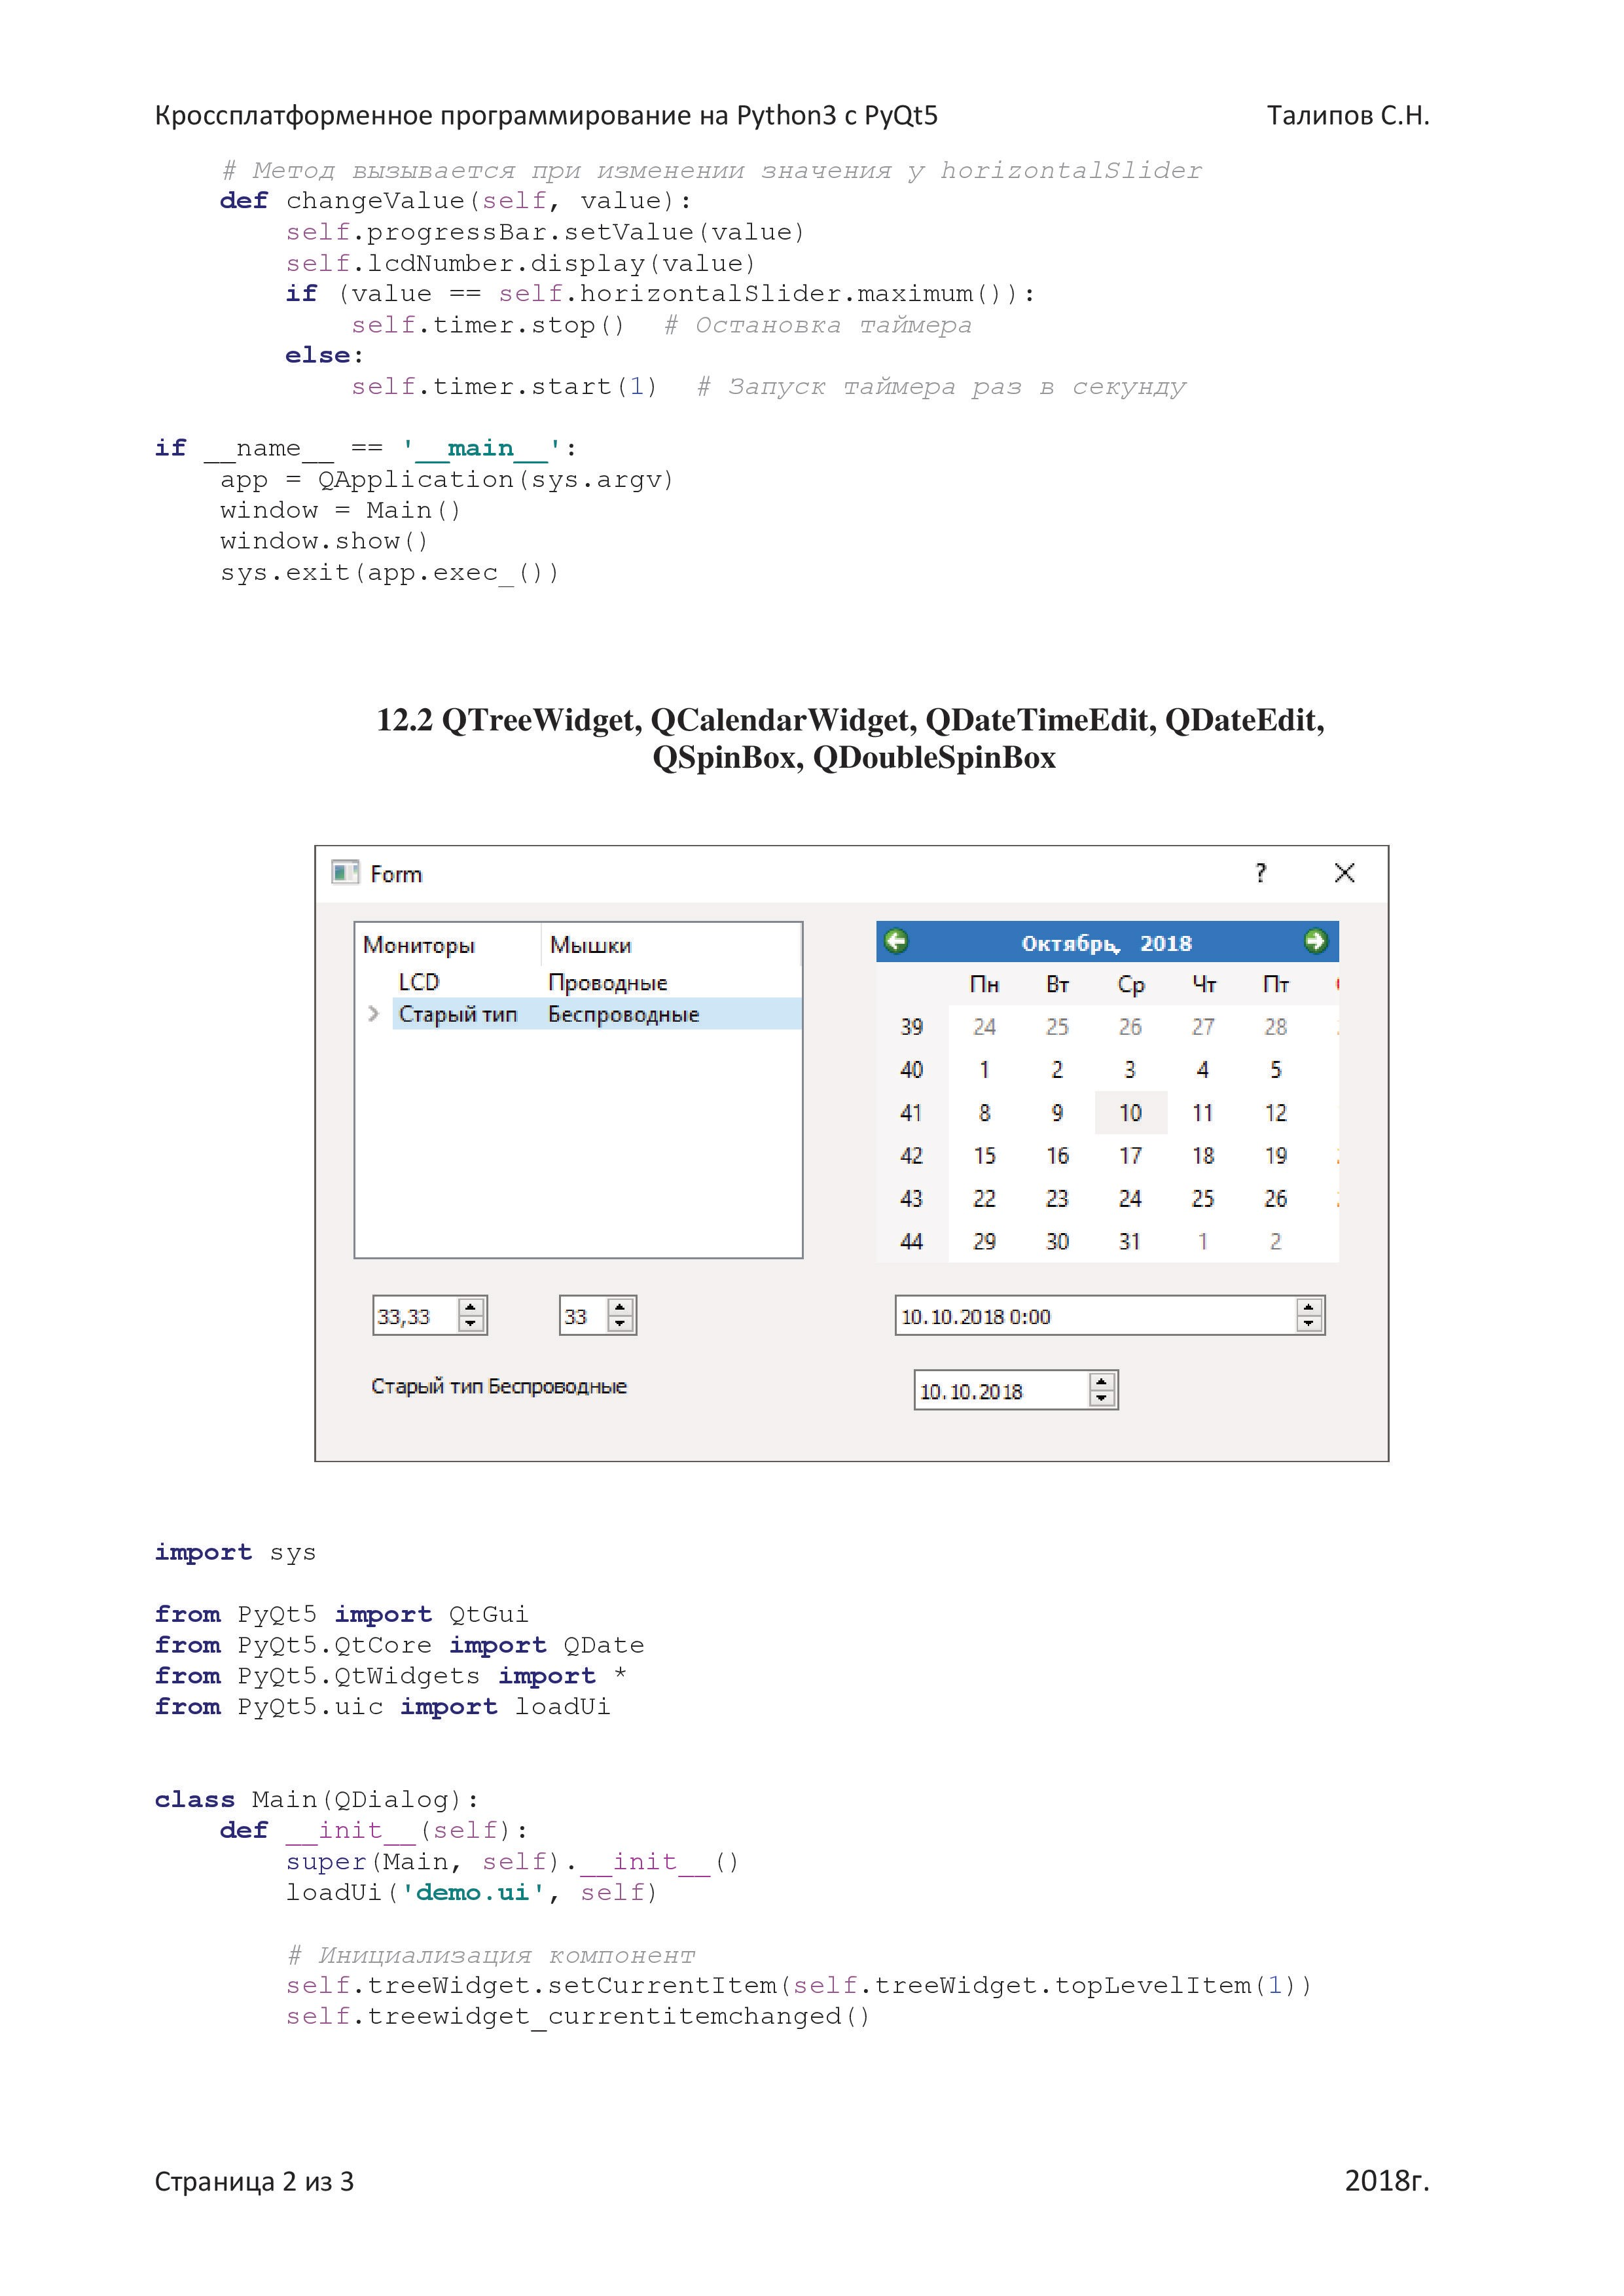 Кроссплатформенное программирование на Python3 с PyQt5 Талипов С.Н.
# Метод вызывается при изменении значения у horizontalSlider
def changeValue(self, value):
self.progressBar.setValue(value)
self.lcdNumber.display(value)
if (value == self.horizontalSlider.maximum()):
self.timer.stop()  # Остановка таймера
else:
self.timer.start(1)  # Запуск таймера раз в секунду
if __name__ == '__main__':
app = QApplication(sys.argv)
window = Main()
window.show()
sys.exit(app.exec_())
12.2 QTreeWidget, QCalendarWidget, QDateTimeEdit, QDateEdit,
QSpinBox, QDoubleSpinBox
Form ?
Мониторы Мышки
LCD Проводные
Старый тип Беспроводные
Октябрь, 2018
Пн Вт Ср Чт Пт
39 24 25 26 27 28
40 1 2 3 4 5
41 8 9 10 11 12
42 15 16 17 18 19
43 22 23 24 25 26
44 29 30 31 1 2
33,33 33 10.10.2018 0:00
Старый тип Беспроводные 10.10.2018
import sys
from PyQt5 import QtGui
from PyQt5.QtCore import QDate
from PyQt5.QtWidgets import *
from PyQt5.uic import loadUi
class Main(QDialog):
def __init__(self):
super(Main, self).__init__()
loadUi('demo.ui', self)
# Инициализация компонент
self.treeWidget.setCurrentItem(self.treeWidget.topLevelItem(1))
self.treewidget_currentitemchanged()
Страница 2 из 3 2018г.